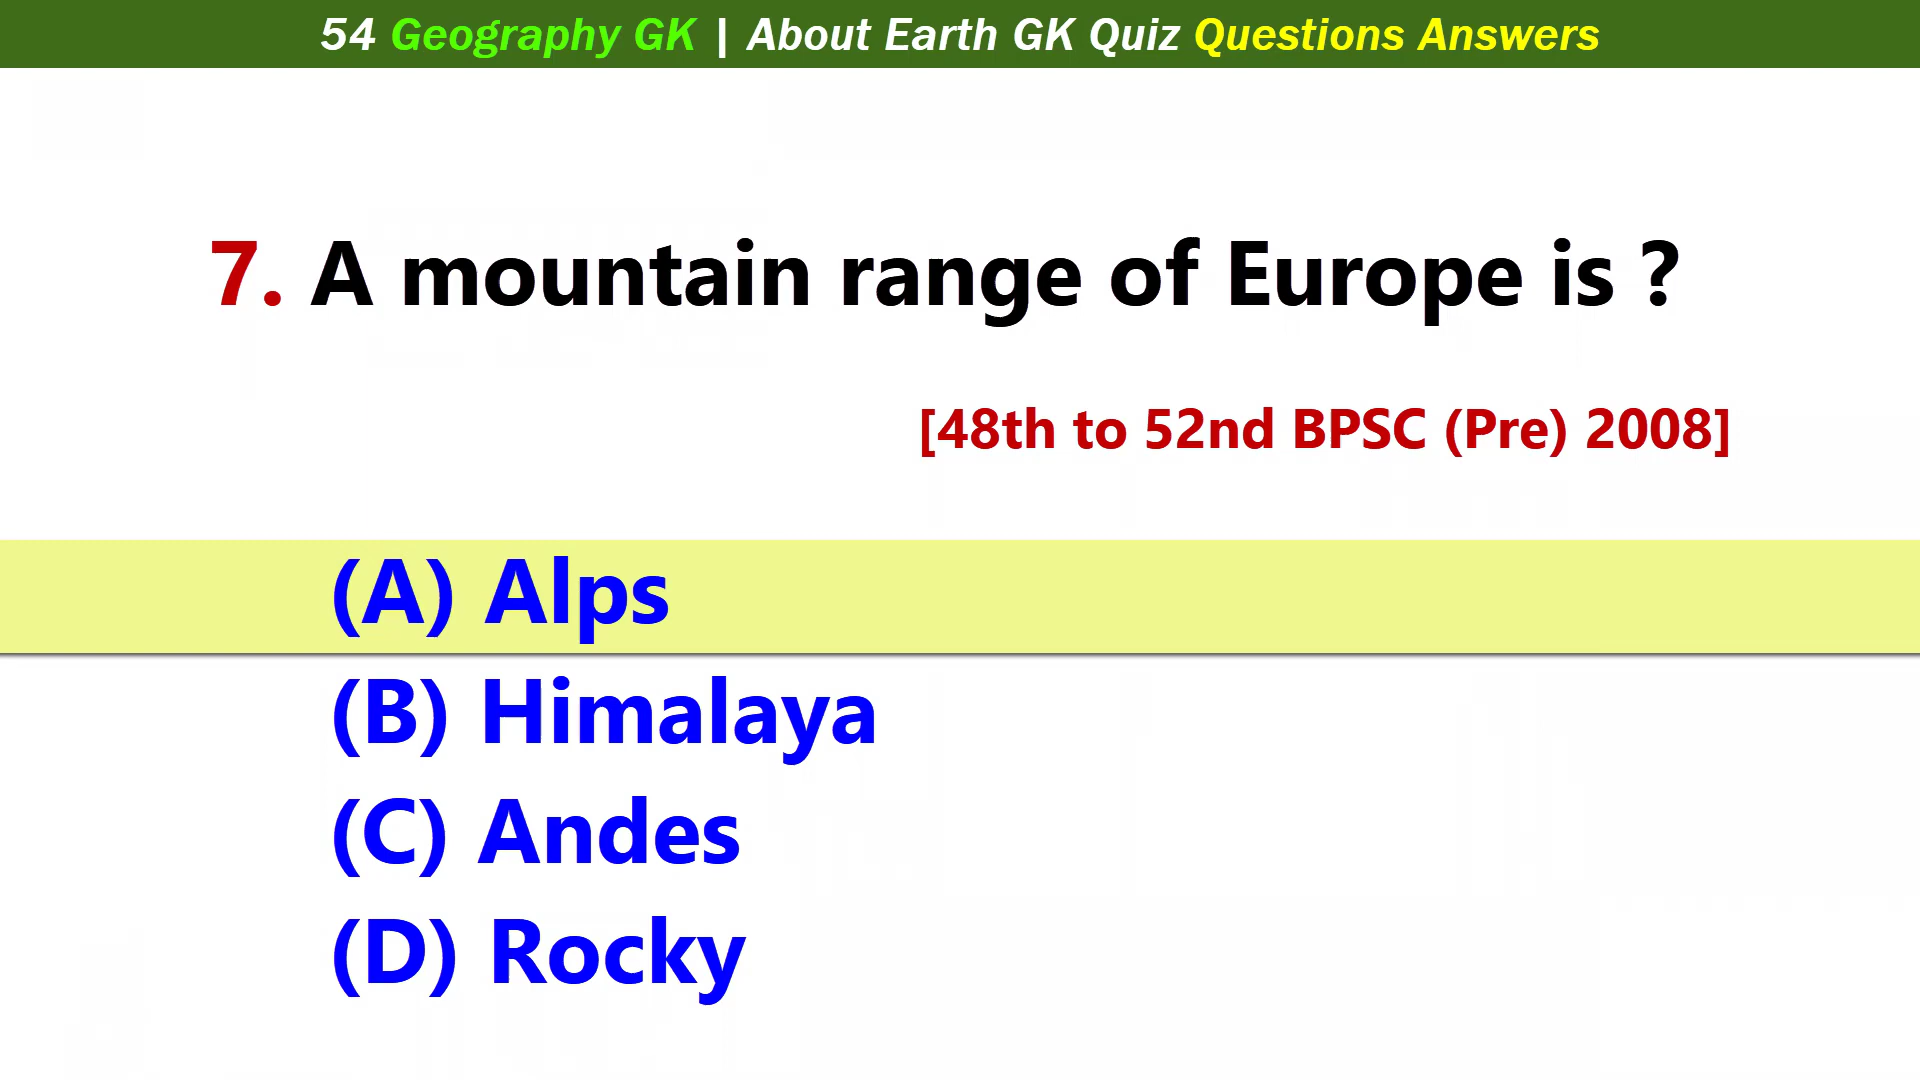 54 Geography GK | About Earth GK Quiz Questions Answers
7. A mountain range of Europe is ?
[48th to 52nd BPSC (Pre) 2008]
(A) Alps
(B) Himalaya
(C) Andes
(D) Rocky